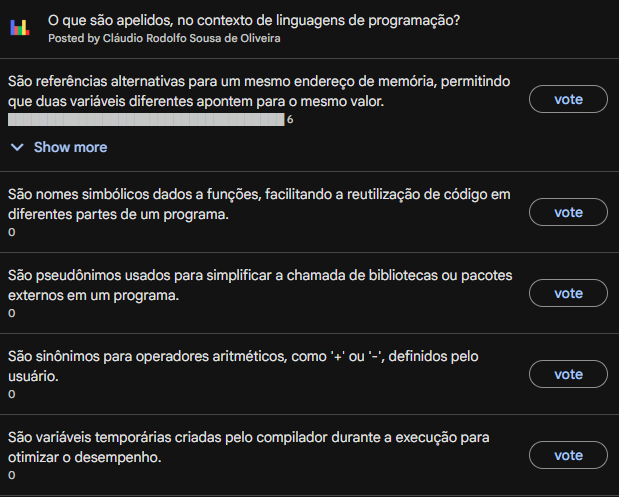 O que são apelidos, no contexto de linguagens de programação?
Posted by Cláudio Rodolfo Sousa de Oliveira
São referências alternativas para um mesmo endereço de memória, permitindo
que duas variáveis diferentes apontem para o mesmo valor.
vote
6
Show more
São nomes simbólicos dados a funções, facilitando a reutilização de código em
diferentes partes de um programa.
vote
0
São pseudônimos usados para simplificar a chamada de bibliotecas ou pacotes
externos em um programa.
vote
0
São sinônimos para operadores aritméticos, como '+' ou '-', definidos pelo
usuário.
vote
0
São variáveis temporárias criadas pelo compilador durante a execução para
otimizar o desempenho.
vote
0